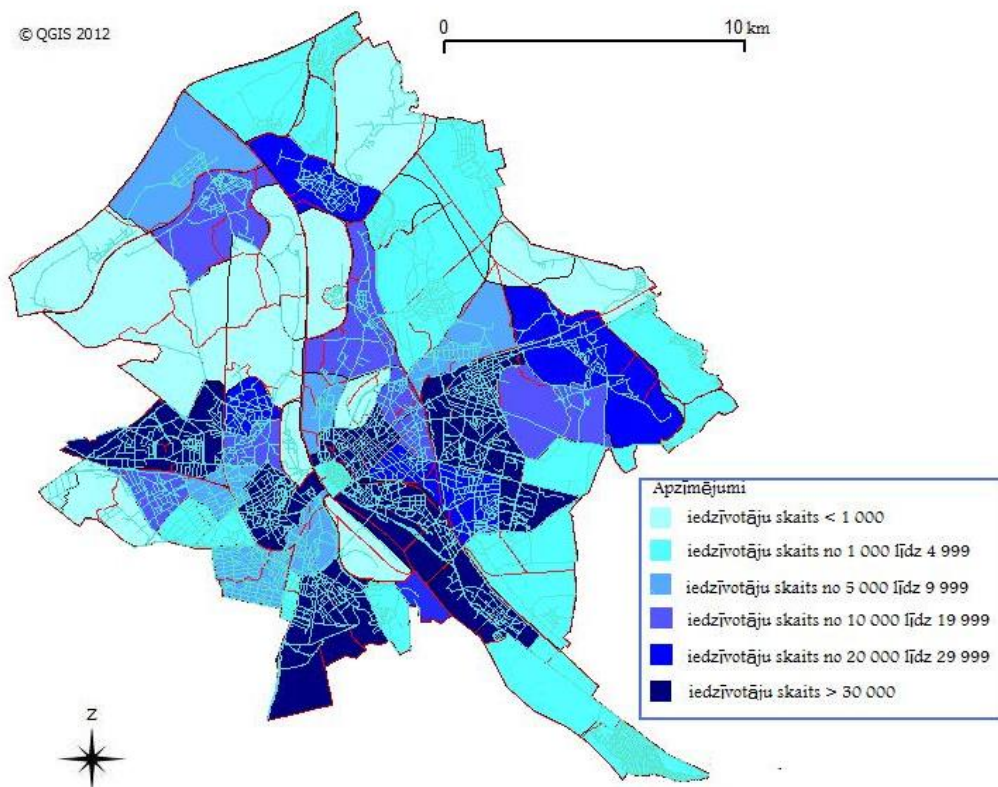 © QGIS 2012
0 10 km
Apzīmējumi
iedzīvotāju skaits < 1 000
iedzīvotāju skaits no 1 000 līdz 4 999
iedzīvotāju skaits no 5 000 līdz 9 999
iedzīvotāju skaits no 10 000 līdz 19 999
iedzīvotāju skaits no 20 000 līdz 29 999
iedzīvotāju skaits > 30 000
Z